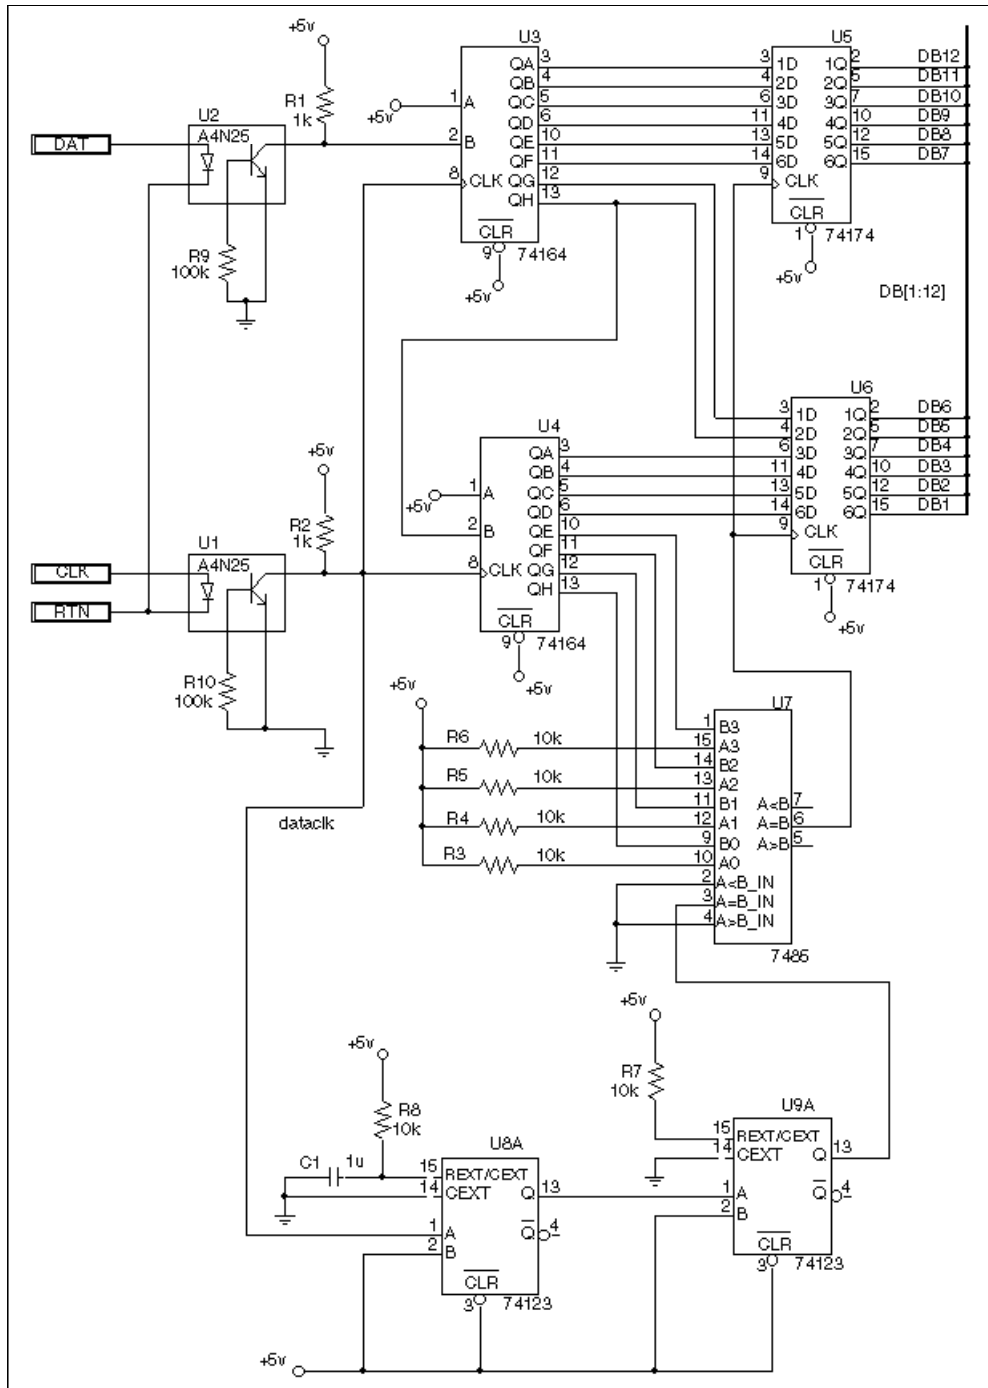 +5v
U3
U5
3 1D 1Q 2 DB12
QA 3
4 2D 2Q 5 DB11
QB 4
6 3D 3Q 7 DB10
QC 5
11 4D 4Q 10 DB9
QD 6
13 5D 5Q 12 DB8
QE 10
14 6D 6Q 15 DB7
QF 11
QG 12
QH 13
1 A
+5v
2 B
8 CLK
CLR
9
74164
+5v
9 CLK
CLR
1
74174
+5v
R1
1k
U2
A4N25
DAT
R9
100k
DB[1:12]
U6
3 1D 1Q 2 DB6
4 2D 2Q 5 DB5
6 3D 3Q 7 DB4
11 4D 4Q 10 DB3
13 5D 5Q 12 DB2
14 6D 6Q 15 DB1
9 CLK
CLR
1
74174
+5v
U4
QA 3
QB 4
QC 5
QD 6
QE 10
QF 11
QG 12
QH 13
1 A
+5v
2 B
8 CLK
CLR
9
74164
+5v
+5v
R2
1k
U1
A4N25
CLK
RTN
R10
100k
+5v
R6 10k
R5 10k
R4 10k
R3 10k
U7
1 B3
15 A3
14 B2
13 A2
11 B1
12 A1
9 B0
10 A0
2 A<B_IN
3 A=B_IN
4 A>B_IN
A<B 7
A=B 6
A>B 5
7485
dataclk
+5v
R7
10k
+5v
R8
10k
C1
1u
U8A
15 REXT/CEXT
14 CEXT Q 13
1 A Q 4
2 B
CLR
3
74123
U9A
15 REXT/CEXT
14 CEXT Q 13
1 A Q 4
2 B
CLR
3
74123
+5v